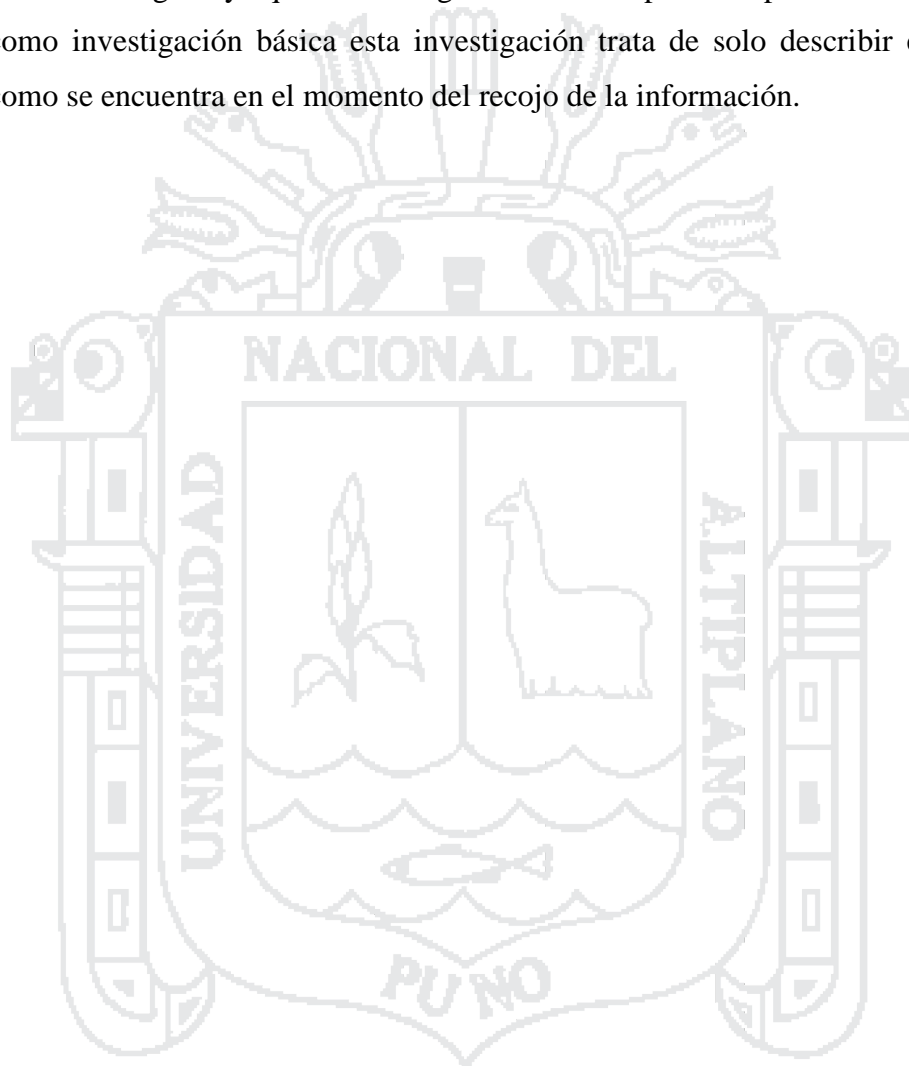 como investigación básica esta investigación trata de solo describir
como se encuentra en el momento del recojo de la información.
NACIONAL DEL
UNIVERSIDAD
ALTIPLANO
PUNO